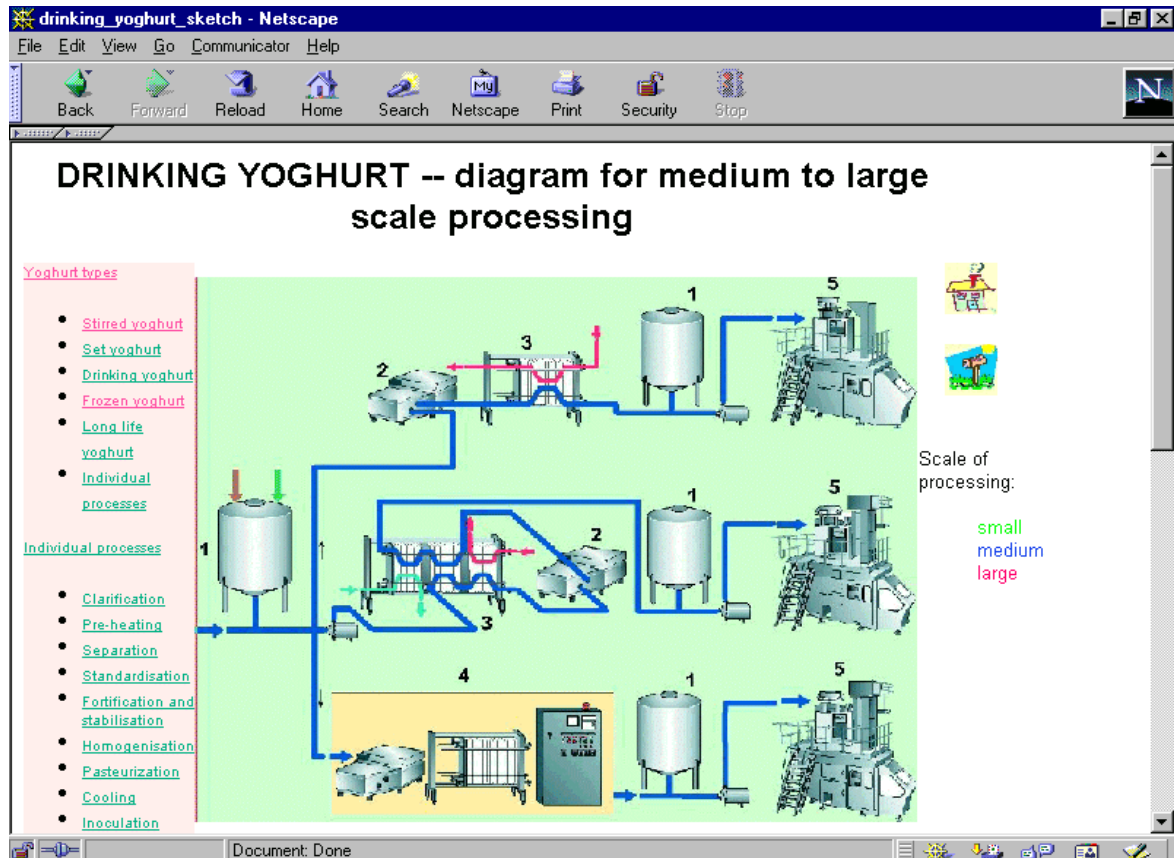 drinking_yoghurt_sketch - Netscape
File Edit View Go Communicator Help
My
Back Forward Reload Home Search Netscape Print Security Stop
N
DRINKING YOGHURT -- diagram for medium to large
scale processing
Yoghurt types
Stirred yoghurt
Set yoghurt
Drinking yoghurt
Frozen yoghurt
Long life
yoghurt
Individual
processes
Individual processes
Clarification
Pre-heating
Separation
Standardisation
Fortification and
stabilisation
Homogenisation
Pasteurization
Cooling
Inoculation
1
5
3
2
1
5
1
2
1
3
4
1
5
Scale of
processing:
small
medium
large
Document: Done